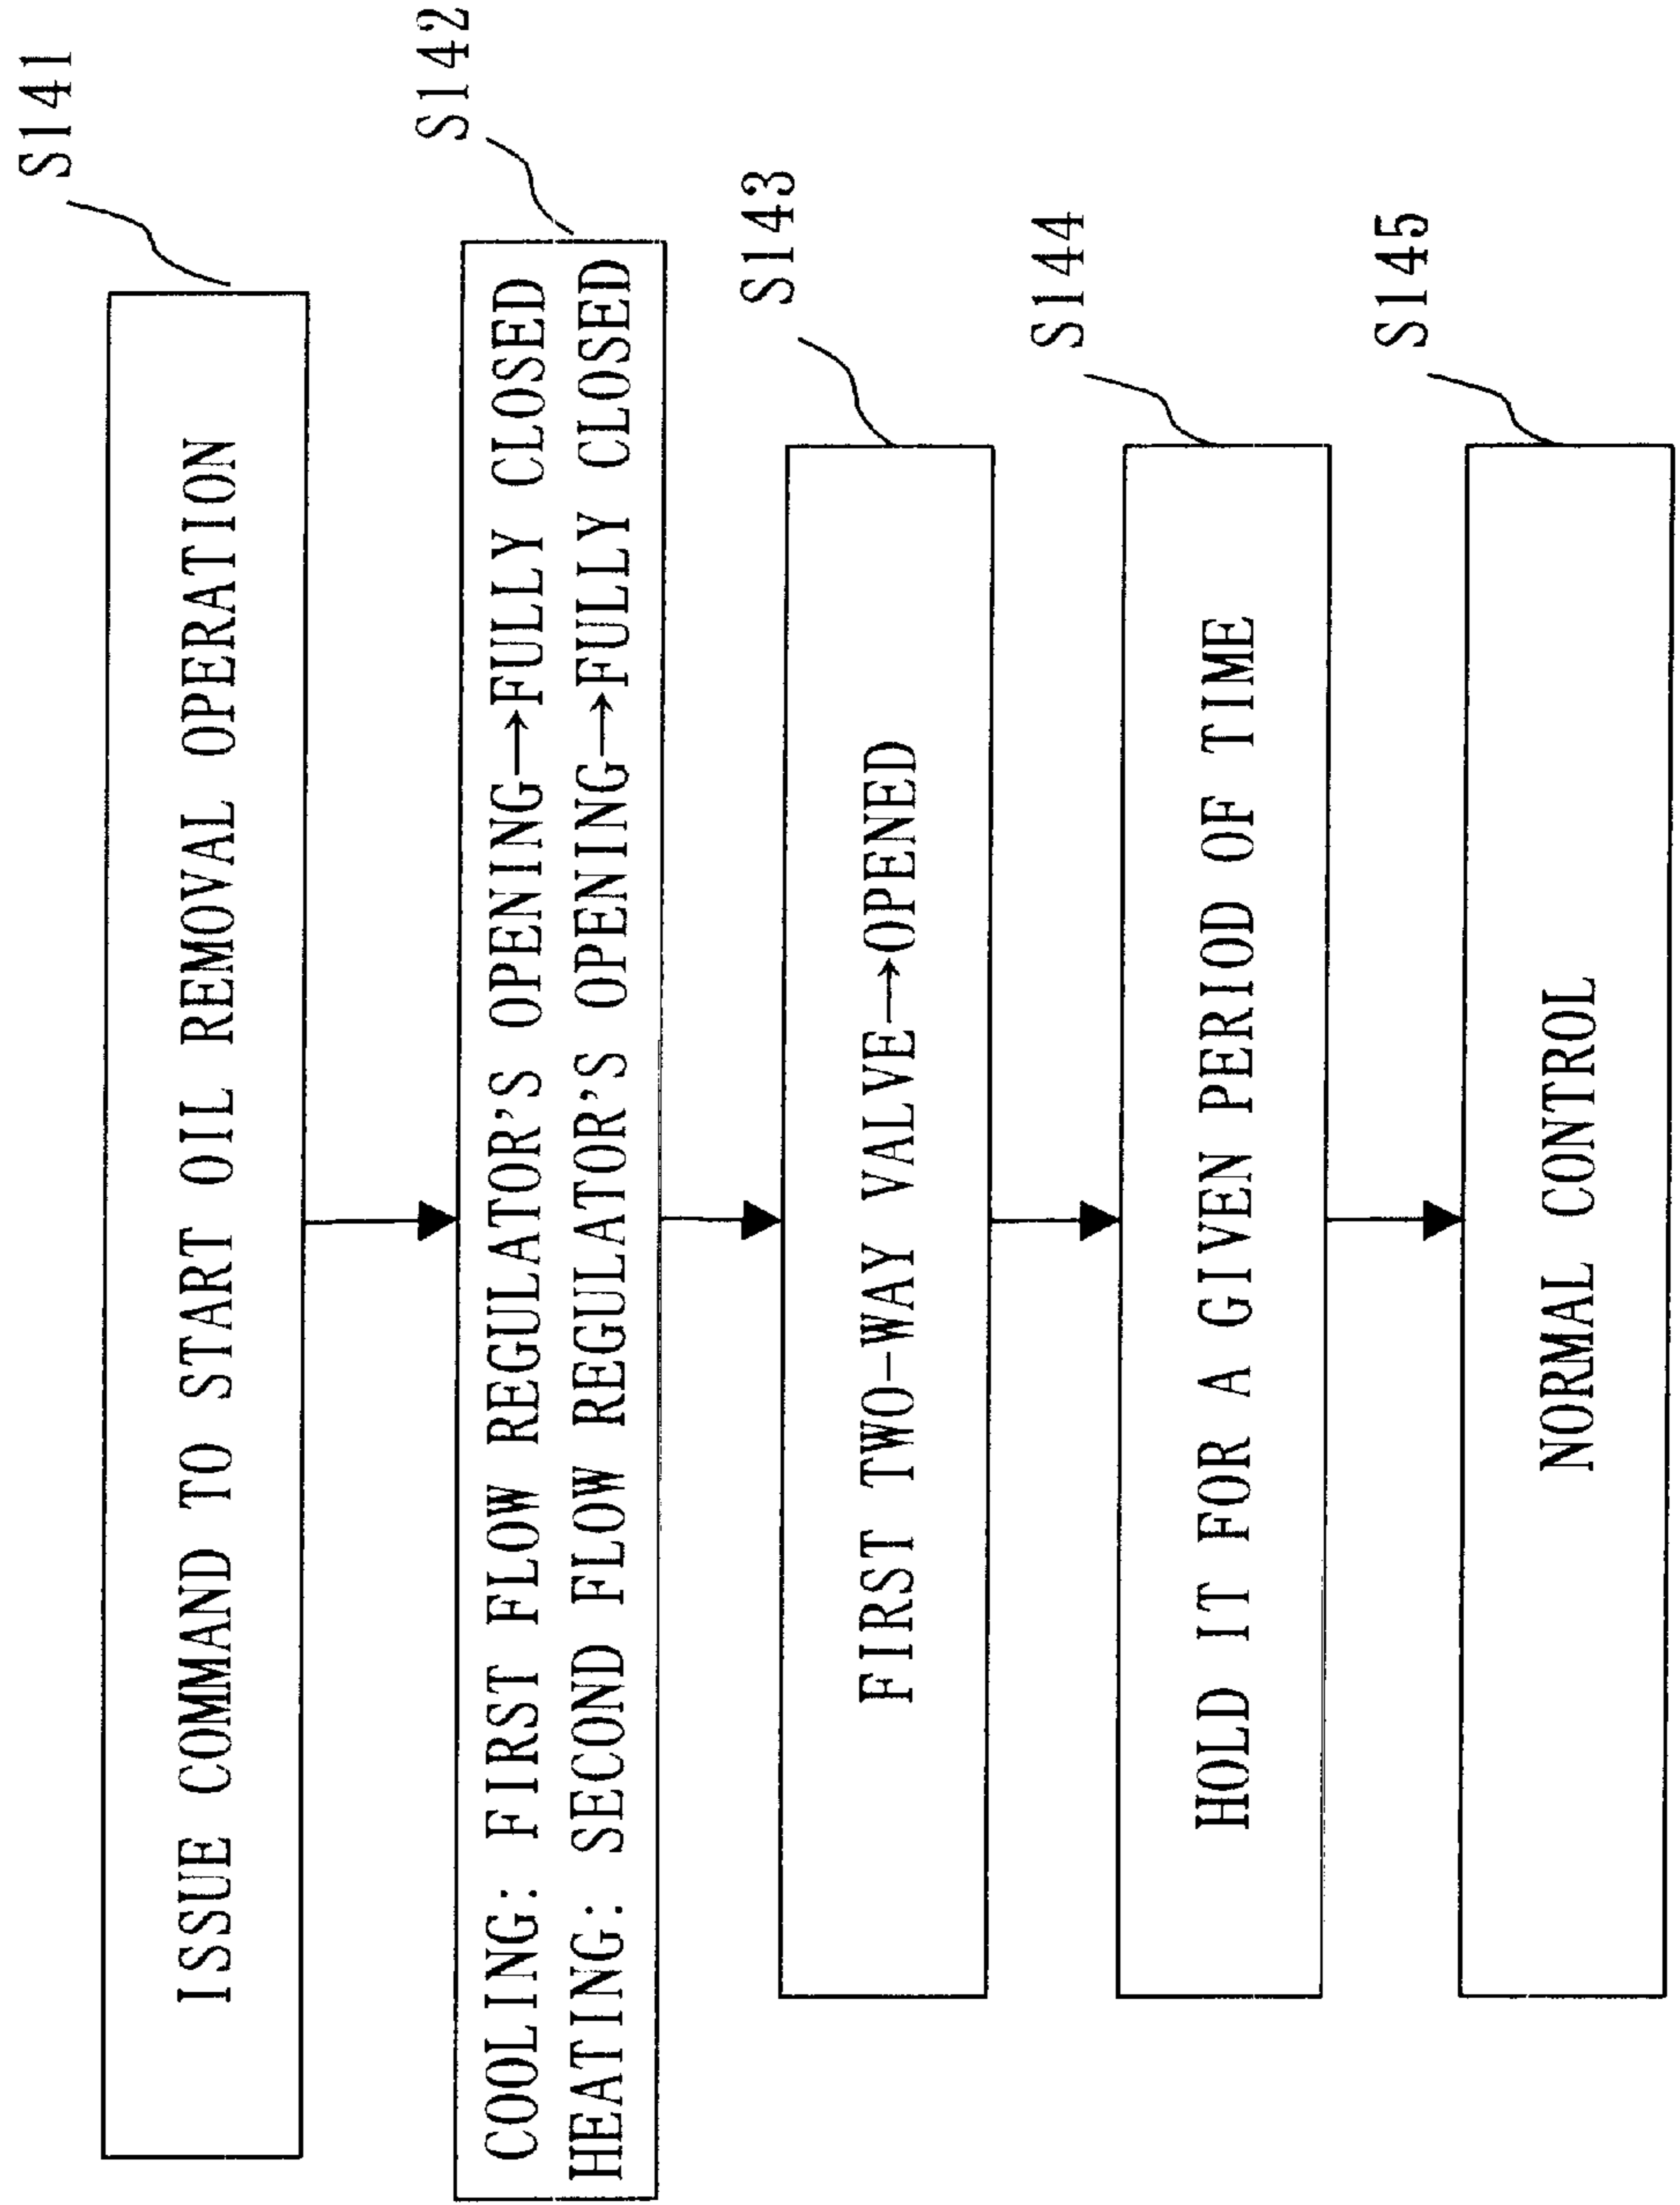 S141
ISSUE COMMAND TO START OIL REMOVAL OPERATION
S142
COOLING: FIRST FLOW REGULATOR'S OPENING→FULLY CLOSED
HEATING: SECOND FLOW REGULATOR'S OPENING→FULLY CLOSED
S143
FIRST TWO-WAY VALVE→OPENED
S144
HOLD IT FOR A GIVEN PERIOD OF TIME
S145
NORMAL CONTROL